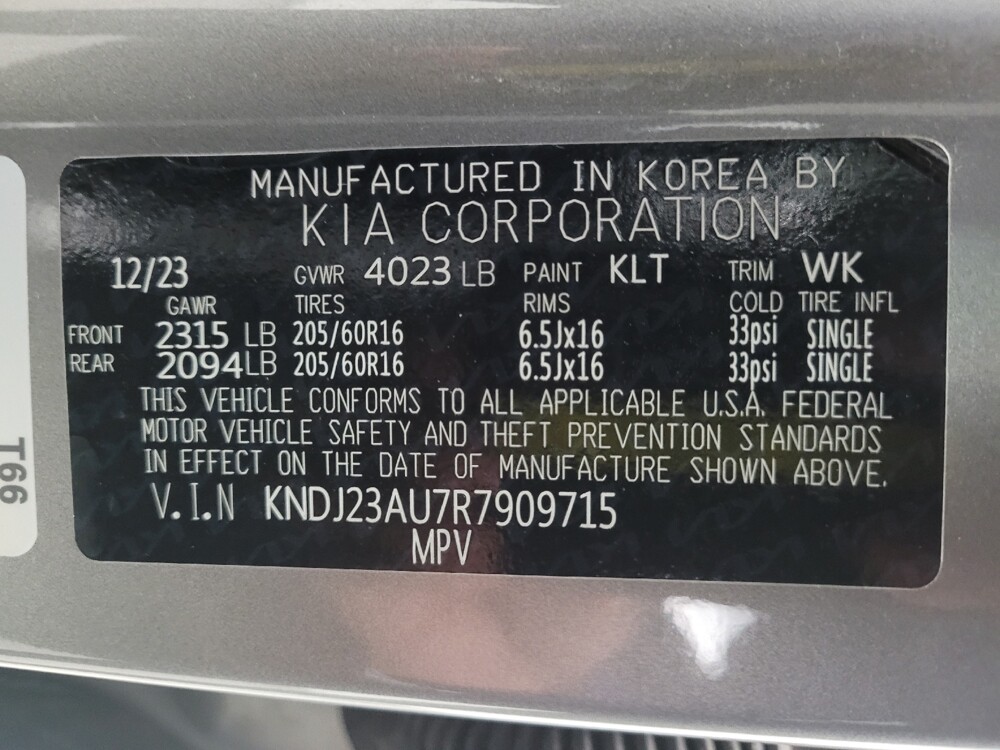 MANUFACTURED IN KOREA BY
KIA CORPORATION
12/23 GVWR 4023 LB PAINT KLT TRIM WK
GAWR TIRES RIMS COLD TIRE INFL
FRONT 2315 LB 205/60R16 6.5Jx16 33psi SINGLE
REAR 2094 LB 205/60R16 6.5Jx16 33psi SINGLE
THIS VEHICLE CONFORMS TO ALL APPLICABLE U.S.A. FEDERAL
MOTOR VEHICLE SAFETY AND THEFT PREVENTION STANDARDS
IN EFFECT ON THE DATE OF MANUFACTURE SHOWN ABOVE.
V.I.N KNDJ23AU7R7909715
MPV
T66